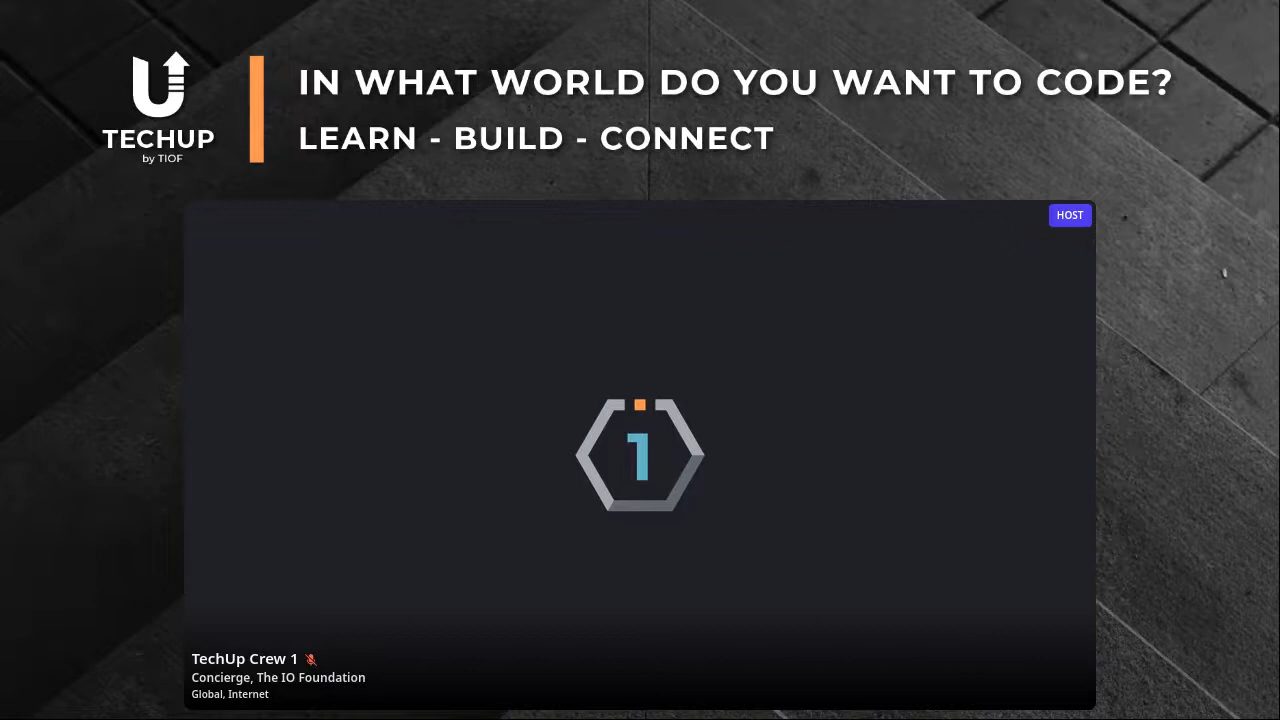 TECHUP
by TIOF
IN WHAT WORLD DO YOU WANT TO CODE?
LEARN - BUILD - CONNECT
HOST
1
TechUp Crew 1
Concierge, The IO Foundation
Global, Internet